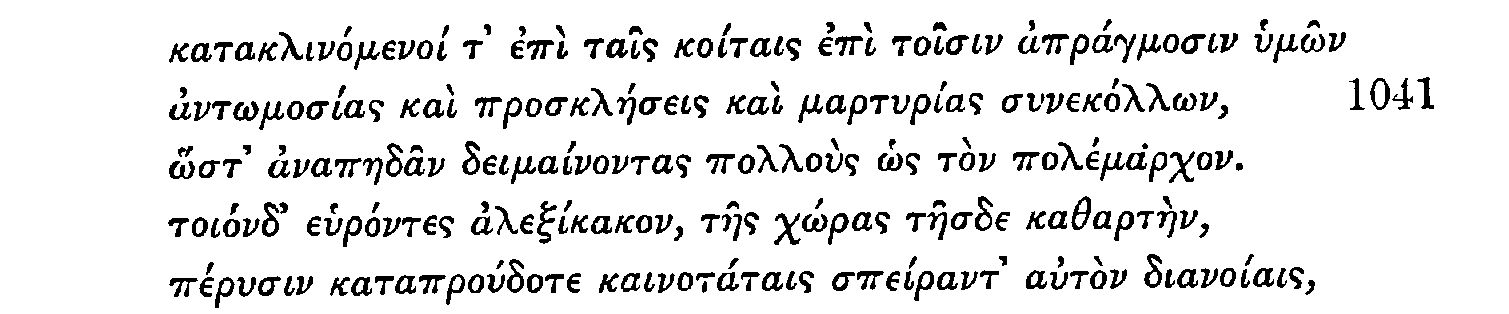 κατακλινόμενοί τ’ ἐπὶ ταῖς κοίταις ἐπὶ τοῖσιν ἀπράγμοσιν ὑμῶν
ἀντωμοσίας καὶ προσκλήσεις καὶ μαρτυρίας συνεκόλλων, 1041
ὥστ’ ἀναπηδᾶν δειμαίνοντας πολλοὺς ὡς τὸν πολέμαρχον.
τοιόνδ’ εὑρόντες ἀλεξίκακον, τῆς χώρας τῆσδε καθαρτὴν,
πέρυσιν καταπρούδοτε καινοτάταις σπείραντ’ αὐτὸν διανοίαις,